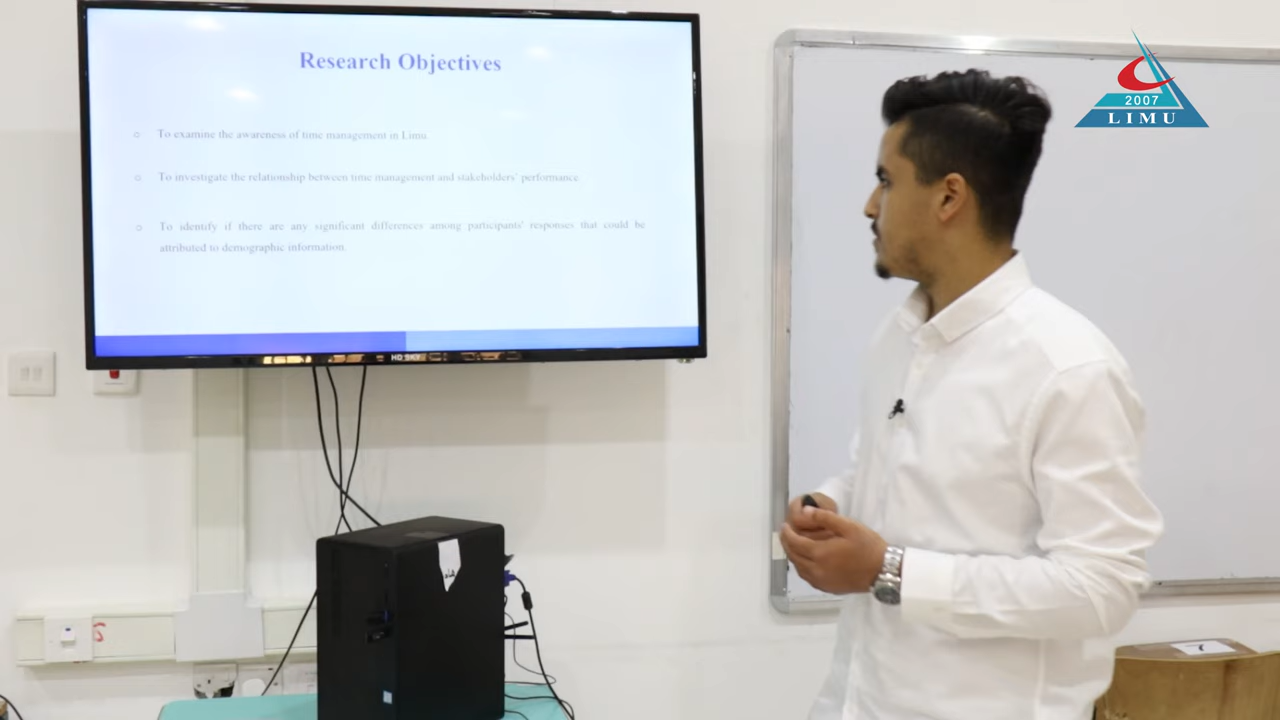 Research Objectives
2007
LIMU
To examine the awareness of time management in Limu.
To investigate the relationship between time management and stakeholders' performance
To identify if there are any significant differences among participants' responses that could be
attributed to demographic information.
HD SKY